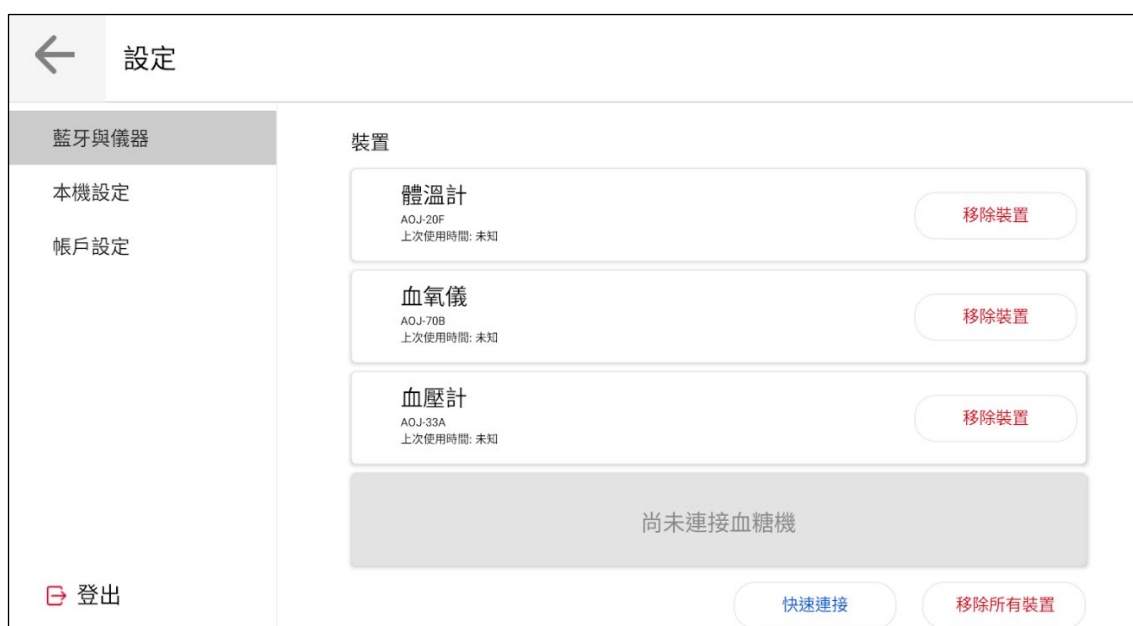 設定
藍牙與儀器
本機設定
帳戶設定
登出
裝置
體溫計
AOJ-20F
上次使用時間: 未知
移除裝置
血氧儀
AOJ-70B
上次使用時間: 未知
移除裝置
血壓計
AOJ-33A
上次使用時間: 未知
移除裝置
尚未連接血糖機
快速連接
移除所有裝置